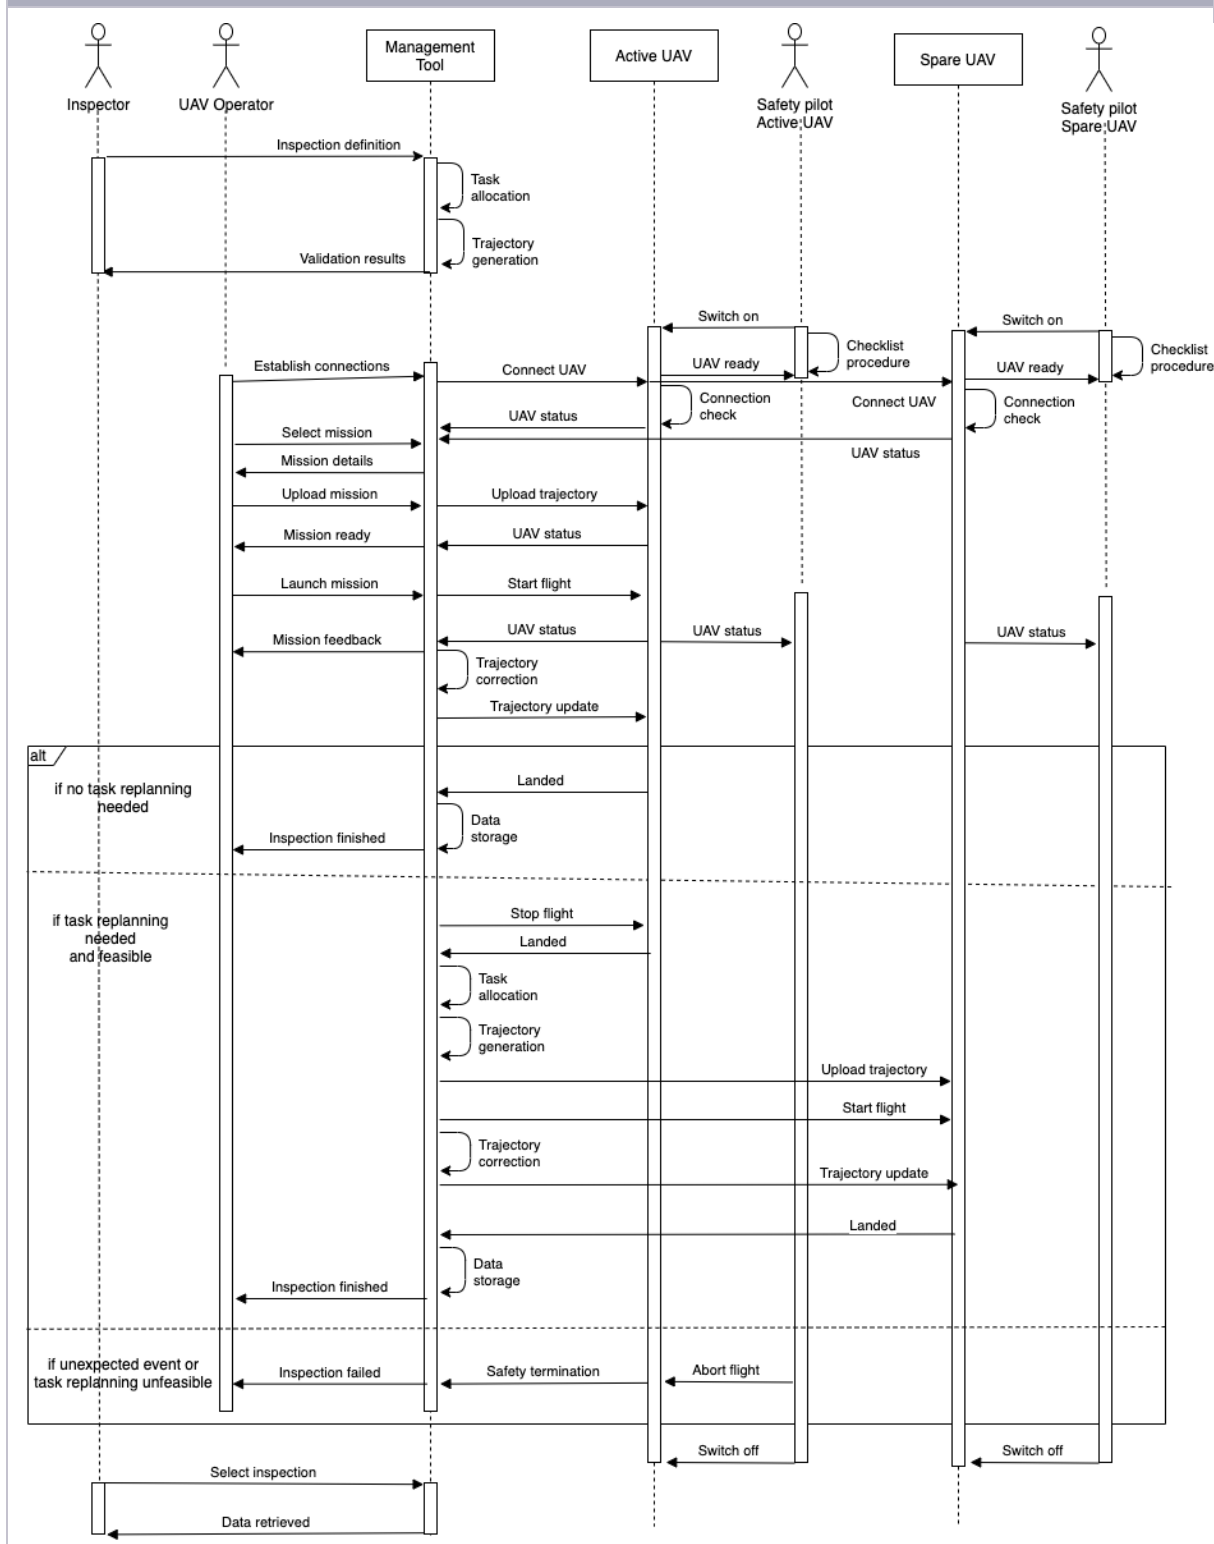 Inspector
UAV Operator
Management
Tool
Active UAV
Safety pilot
Active UAV
Spare UAV
Safety pilot
Spare UAV
Inspection definition
Task
allocation
Trajectory
generation
Validation results
Switch on
Switch on
Checklist
procedure
Checklist
procedure
Establish connections
Connect UAV
UAV ready
UAV ready
Connection
check
Connect UAV
Connection
check
UAV status
Select mission
UAV status
Mission details
Upload mission
Upload trajectory
Mission ready
UAV status
Launch mission
Start flight
Mission feedback
UAV status
UAV status
UAV status
Trajectory
correction
Trajectory update
alt
if no task replanning
needed
Landed
Data
storage
Inspection finished
if task replanning
needed
and feasible
Stop flight
Landed
Task
allocation
Trajectory
generation
Upload trajectory
Start flight
Trajectory
correction
Trajectory update
Landed
Data
storage
Inspection finished
if unexpected event or
task replanning unfeasible
Inspection failed
Safety termination
Abort flight
Switch off
Switch off
Select inspection
Data retrieved